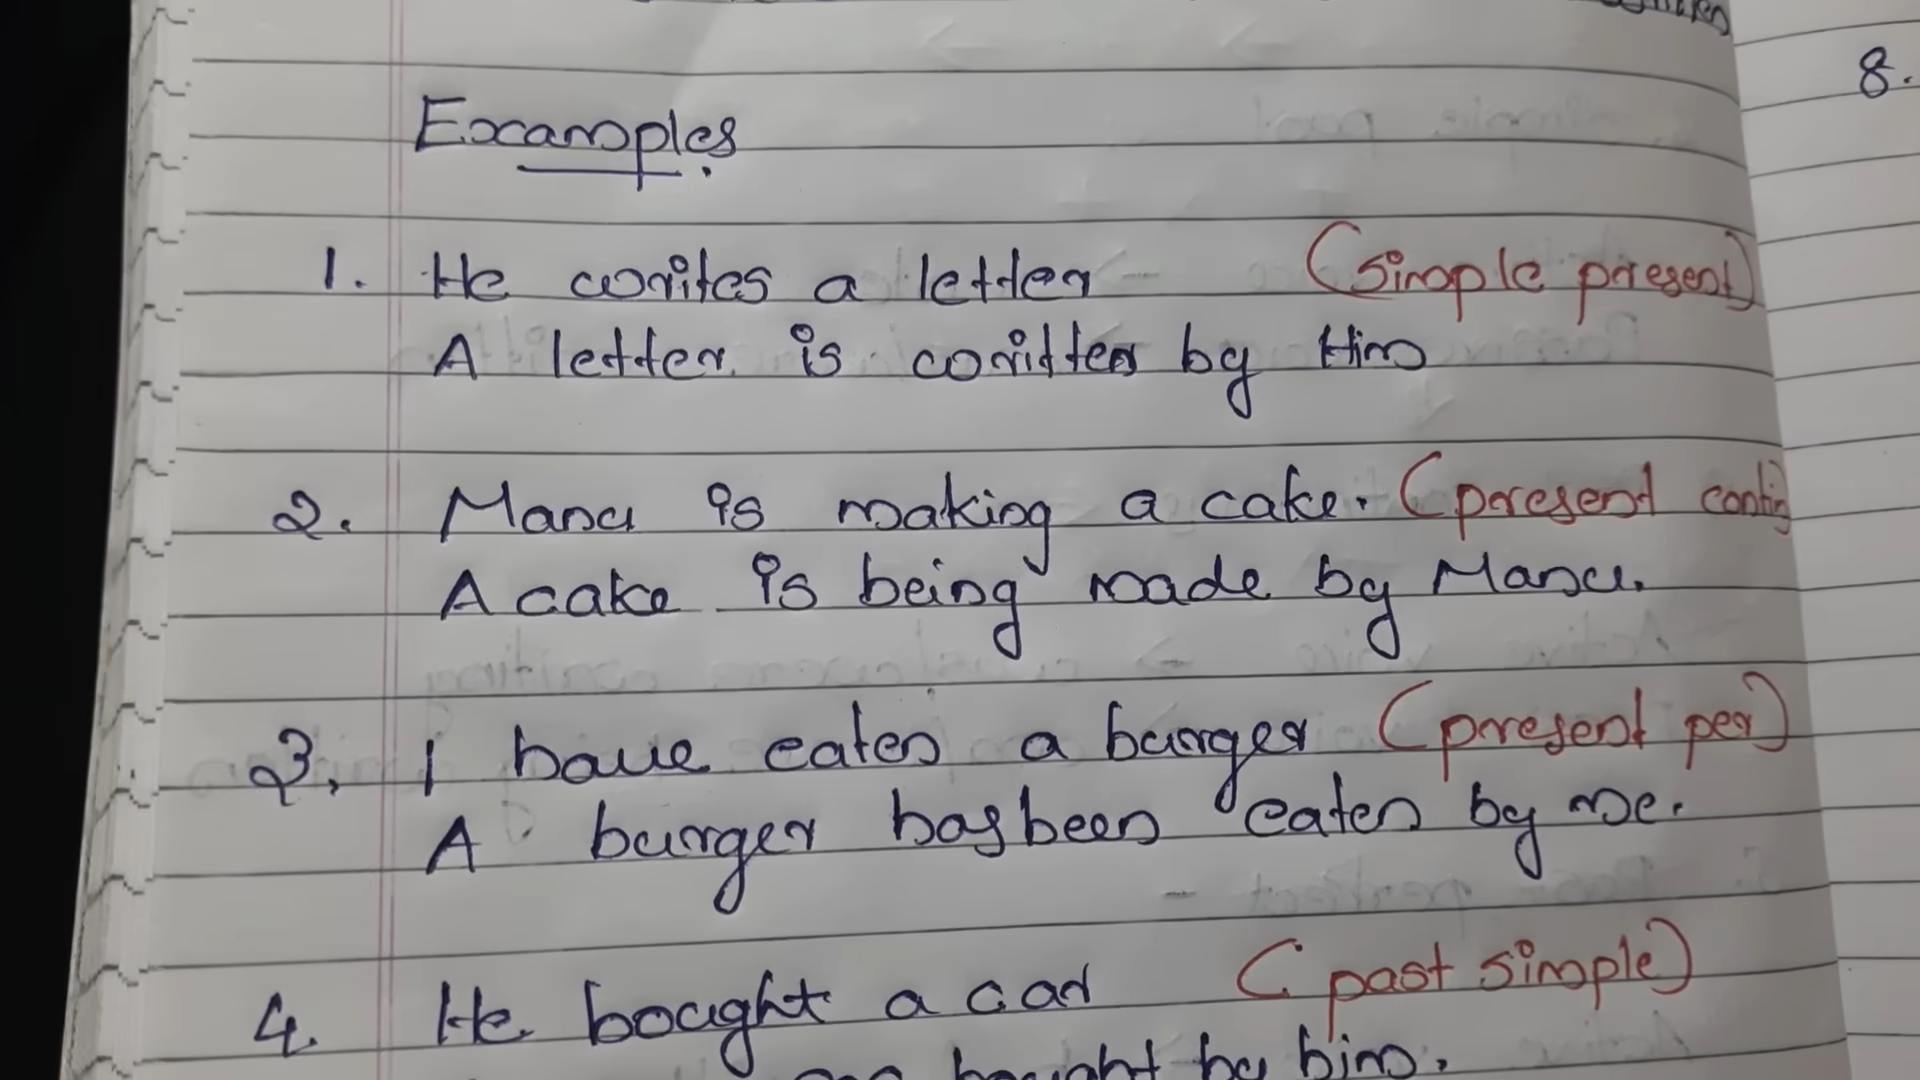 8.
Examples
1. He writes a letter (Simple present)
A letter is written by Him
2. Manu is making a cake. (present contin
A cake is being made by Manu.
3. I have eaten a burger (present per)
A burger has been eaten by me.
4. He bought a car (past simple)
bought by him.